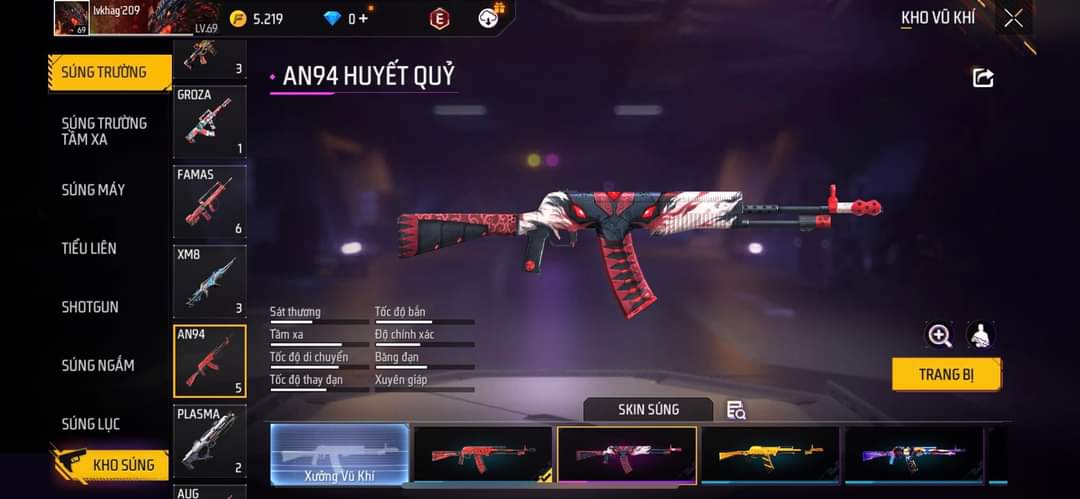 lvkhag'209
69
LV.69
5.219
0+
E
KHO VŨ KHÍ
SÚNG TRƯỜNG
SÚNG TRƯỜNG
TẦM XA
SÚNG MÁY
TIỂU LIÊN
SHOTGUN
SÚNG NGẮM
SÚNG LỤC
KHO SÚNG
3
GROZA
1
FAMAS
6
XM8
3
AN94
5
PLASMA
2
AUG
AN94 HUYẾT QUỶ
Sát thương
Tốc độ bắn
Tầm xa
Độ chính xác
Tốc độ di chuyển
Băng đạn
Tốc độ thay đạn
Xuyên giáp
TRANG BỊ
SKIN SÚNG
Xưởng Vũ Khí